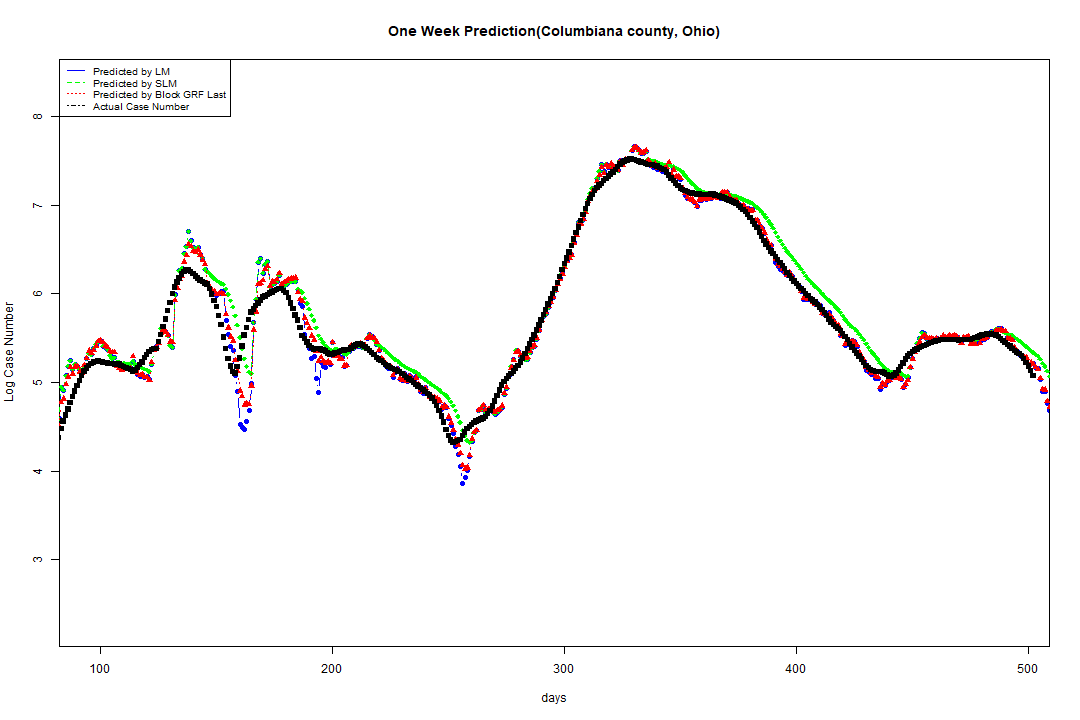 One Week Prediction(Columbiana county, Ohio)
Predicted by LM
Predicted by SLM
Predicted by Block GRF Last
Actual Case Number
Log Case Number
8
7
6
5
4
3
100 200 300 400 500
days